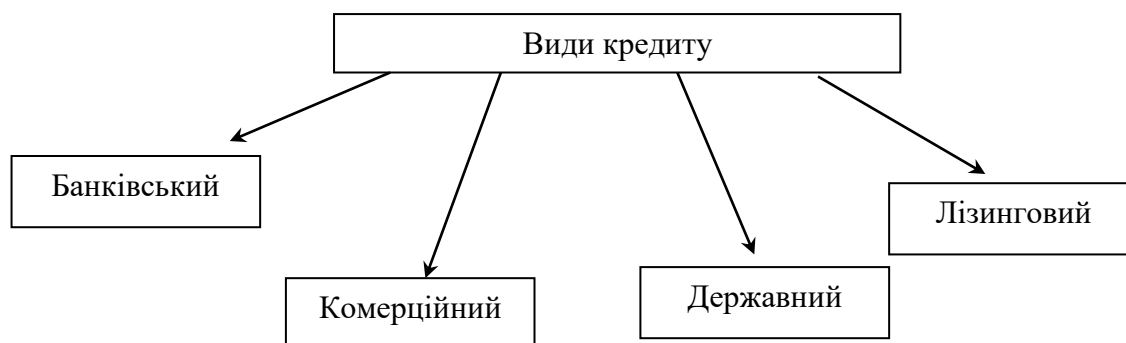 Види кредиту
Банківський
Лізинговий
Комерційний
Державний